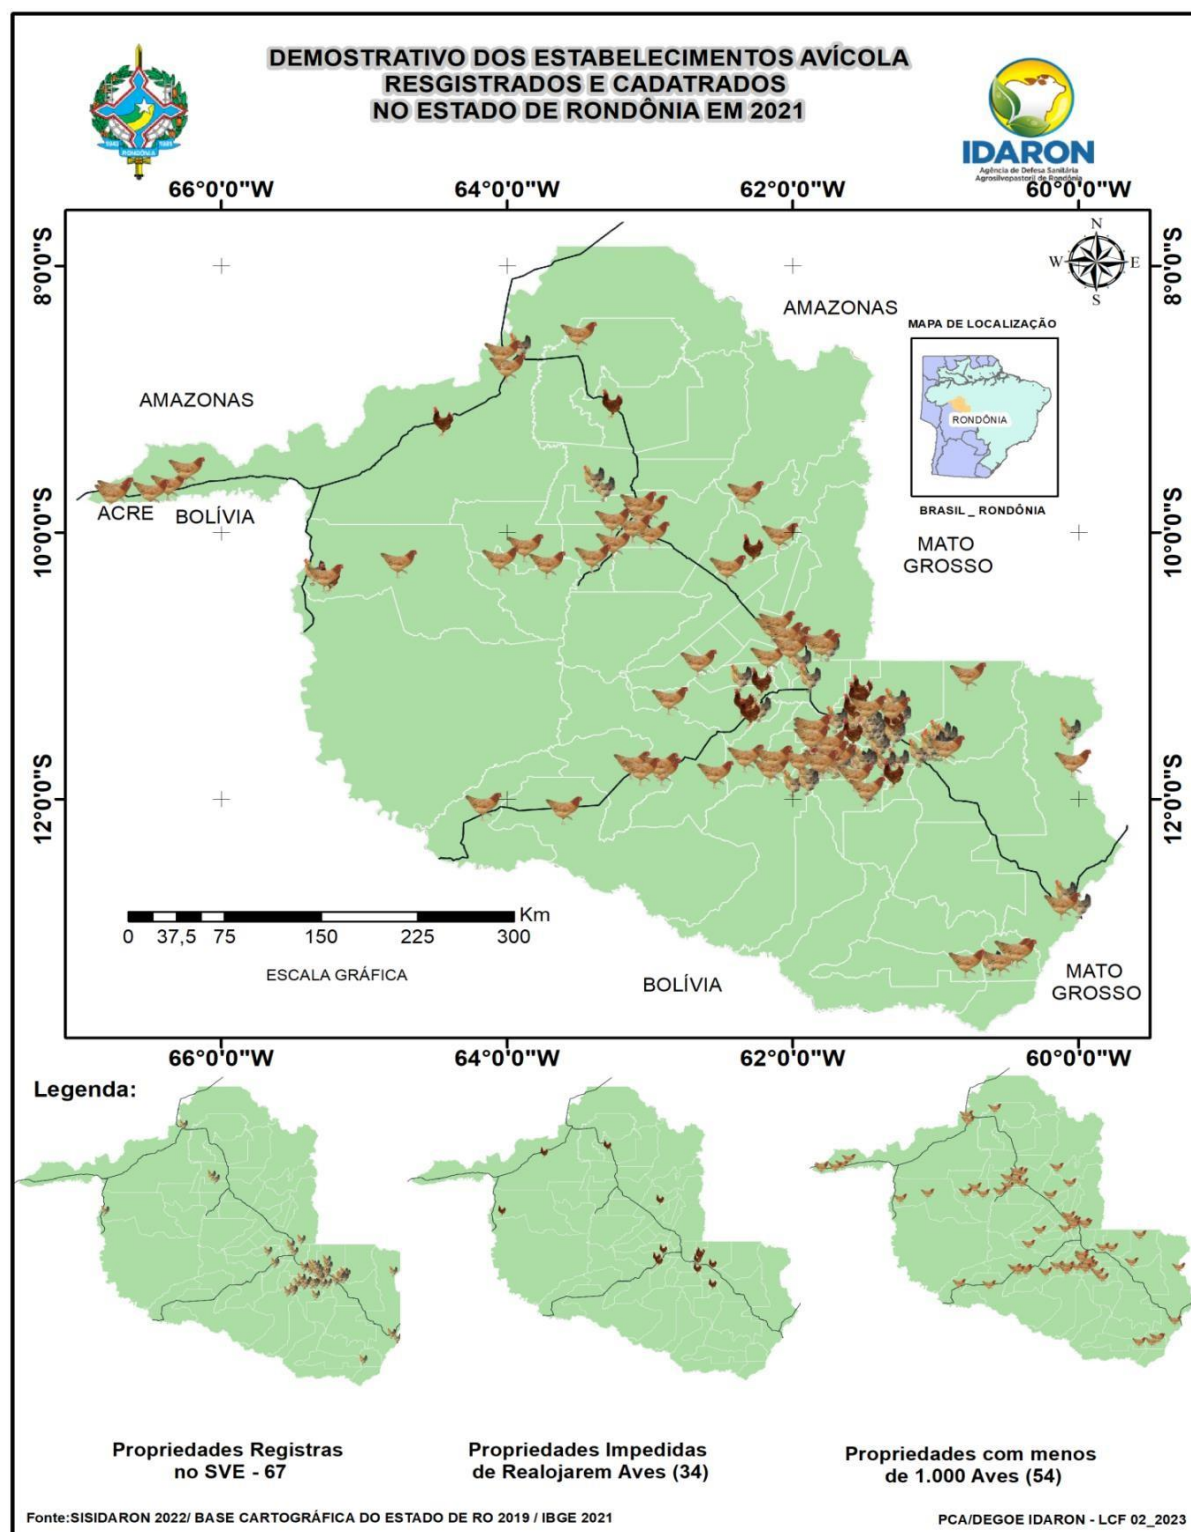 DEMOSTRATIVO DOS ESTABELECIMENTOS AVÍCOLA
RESGISTRADOS E CADATRADOS
NO ESTADO DE RONDÔNIA EM 2021
RONDÔNIA
IDARON
Agência de Defesa Sanitária
Agrosilvopastoril de Rondônia
66°0'0"W 64°0'0"W 62°0'0"W 60°0'0"W
8°0'0"S
8°0'0"S
N
W E
S
AMAZONAS
MAPA DE LOCALIZAÇÃO
RONDÔNIA
BRASIL _ RONDÔNIA
AMAZONAS
ACRE BOLÍVIA
10°0'0"S
10°0'0"S
MATO
GROSSO
12°0'0"S
12°0'0"S
Km
0 37,5 75 150 225 300
ESCALA GRÁFICA
BOLÍVIA
MATO
GROSSO
66°0'0"W 64°0'0"W 62°0'0"W 60°0'0"W
Legenda:
Propriedades Registras
no SVE - 67
Propriedades Impedidas
de Realojarem Aves (34)
Propriedades com menos
de 1.000 Aves (54)
Fonte:SISIDARON 2022/ BASE CARTOGRÁFICA DO ESTADO DE RO 2019 / IBGE 2021
PCA/DEGOE IDARON - LCF 02_2023